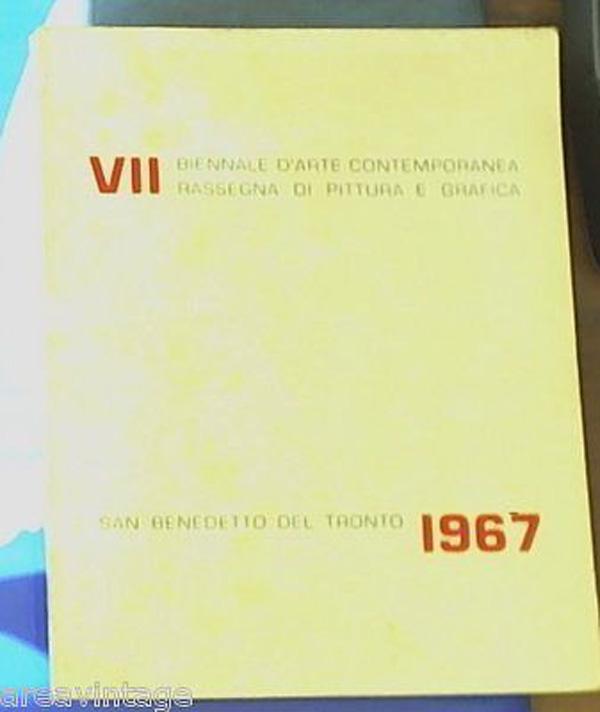 VII BIENNALE D'ARTE CONTEMPORANEA
RASSEGNA DI PITTURA E GRAFICA
SAN BENEDETTO DEL TRONTO 1967
areavintage